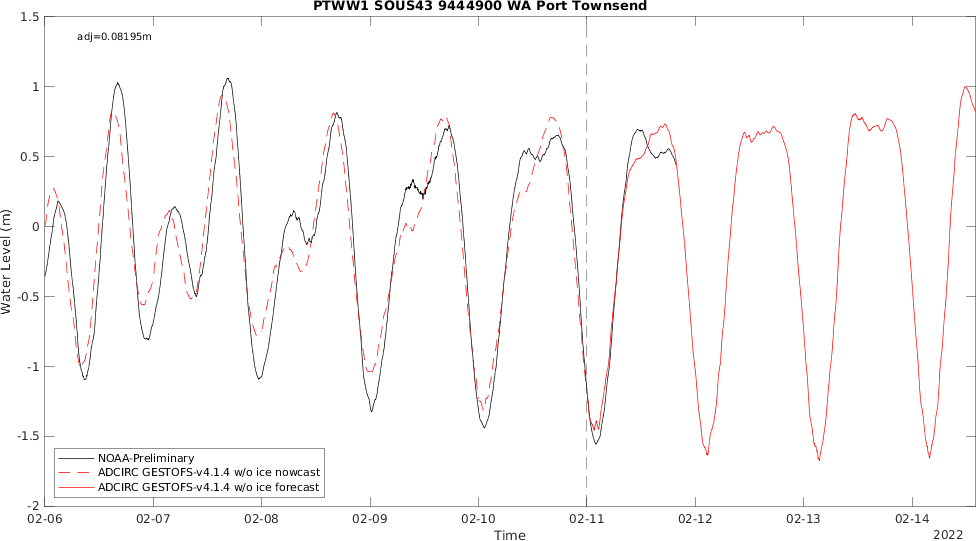 PTWW1 SOUS43 9444900 WA Port Townsend
adj=0.08195m
1.5
1
0.5
0
-0.5
-1
-1.5
-2
Water Level (m)
NOAA-Preliminary
ADCIRC GESTOFS-v4.1.4 w/o ice nowcast
ADCIRC GESTOFS-v4.1.4 w/o ice forecast
02-06 02-07 02-08 02-09 02-10 02-11 02-12 02-13 02-14
Time
2022